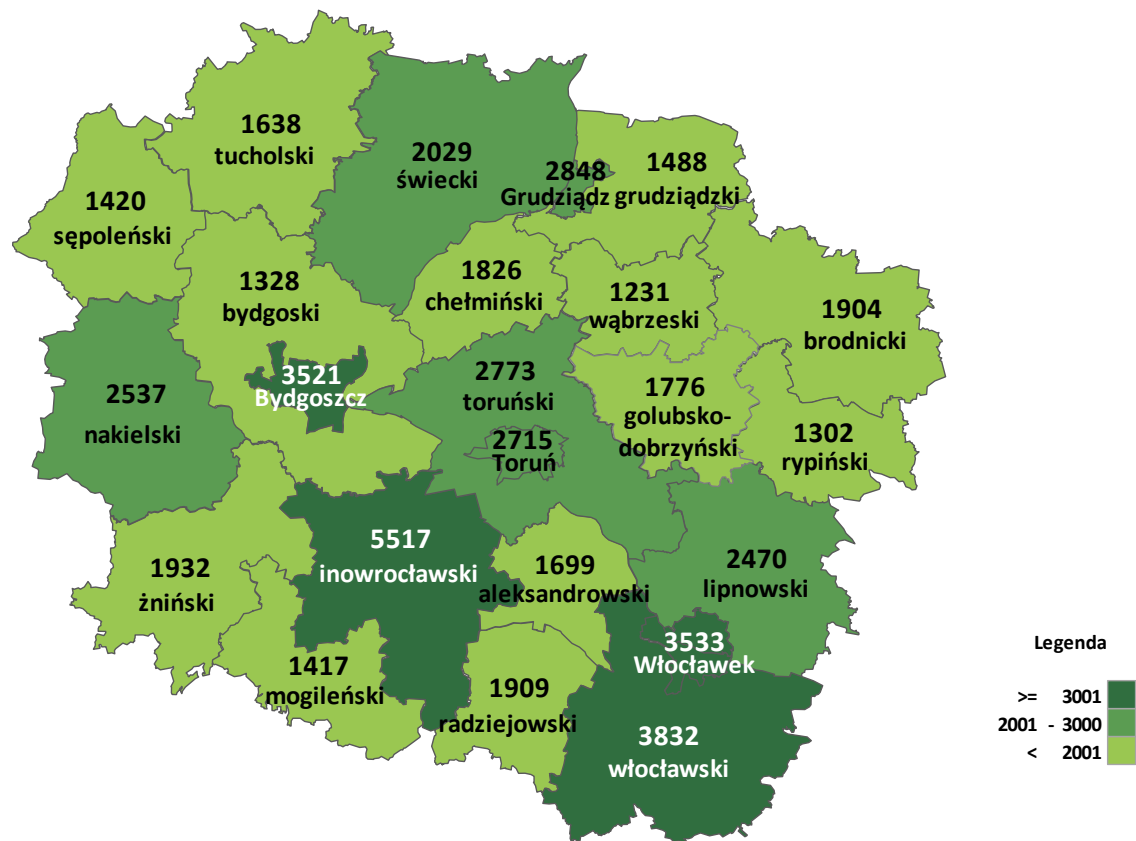 1638
tucholski
2029
świecki
2848
Grudziądz
1488
grudziądzki
1420
sępoleński
1328
bydgoski
1826
chełmiński
1231
wąbrzeski
1904
brodnicki
3521
Bydgoszcz
2537
nakielski
2773
toruński
1776
golubsko-
dobrzyński
2715
Toruń
1302
rypiński
5517
inowrocławski
1932
żniński
1699
aleksandrowski
2470
lipnowski
3533
Włocławek
1417
mogileński
1909
radziejowski
3832
włocławski
Legenda
>= 3001
2001 - 3000
< 2001